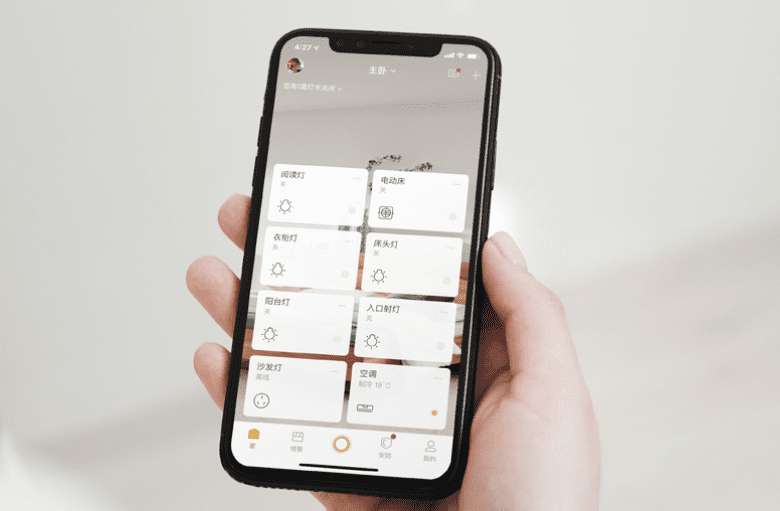 4:27
主卧
您有1盏灯未关闭
阅读灯
关
电动床
关
衣柜灯
关
床头灯
关
阳台灯
关
入口射灯
关
沙发灯
离线
空调
制冷 19°C
家
情景
安防
我的